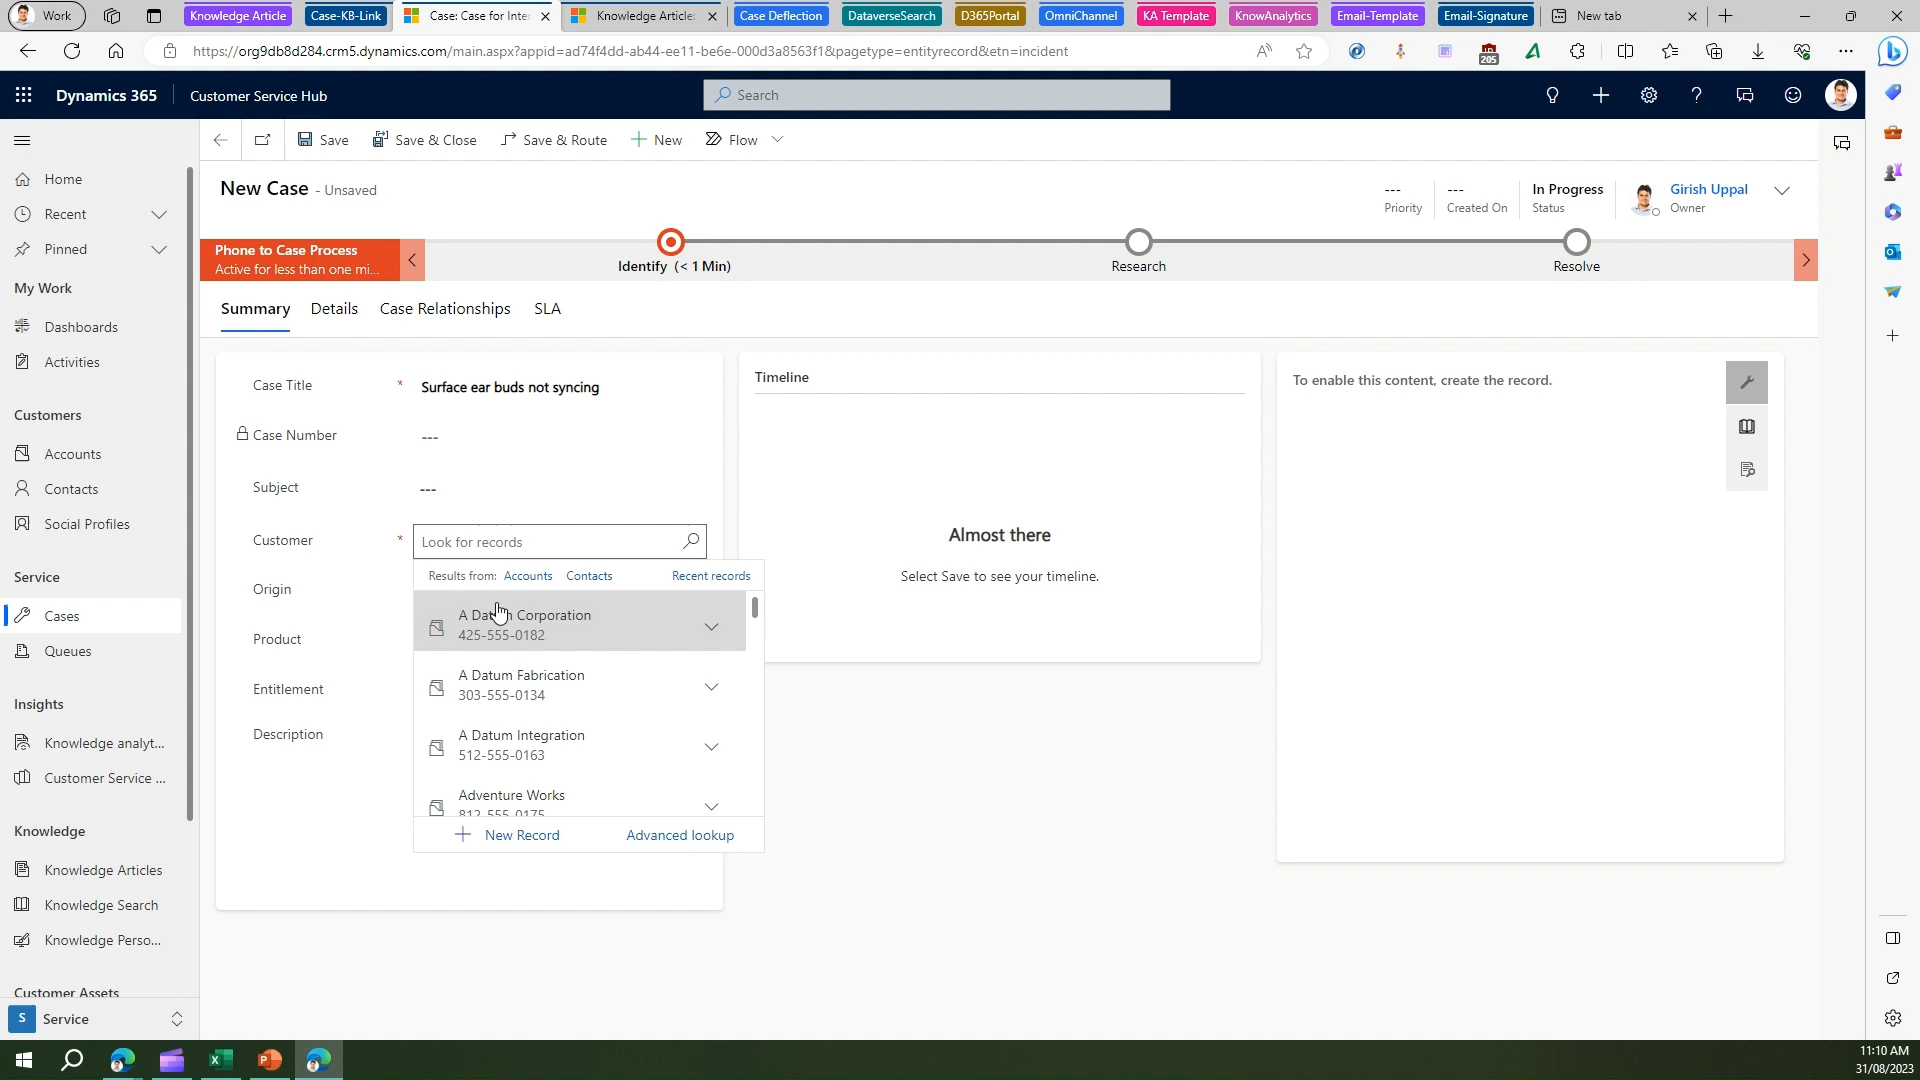 Work
Knowledge Article
Case-KB-Link
Case: Case for Inter
Knowledge Article:
Case Deflection
DataverseSearch
D365Portal
OmniChannel
KA Template
KnowAnalytics
Email-Template
Email-Signature
New tab
https://org9db8d284.crm5.dynamics.com/main.aspx?appid=ad74f4dd-ab44-ee11-be6e-000d3a8563f1&pagetype=entityrecord&etn=incident
205
Dynamics 365
Customer Service Hub
Search
Save
Save & Close
Save & Route
New
Flow
Home
Recent
Pinned
My Work
Dashboards
Activities
Customers
Accounts
Contacts
Social Profiles
Service
Cases
Queues
Insights
Knowledge analyt...
Customer Service ...
Knowledge
Knowledge Articles
Knowledge Search
Knowledge Perso...
Customer Assets
S Service
New Case - Unsaved
---
Priority
---
Created On
In Progress
Status
Girish Uppal
Owner
Phone to Case Process
Active for less than one mi...
Identify (< 1 Min)
Research
Resolve
Summary
Details
Case Relationships
SLA
Case Title * Surface ear buds not syncing
Case Number ---
Subject ---
Customer * Look for records
Origin
Product
Entitlement
Description
Results from: Accounts Contacts Recent records
A Datum Corporation
425-555-0182
A Datum Fabrication
303-555-0134
A Datum Integration
512-555-0163
Adventure Works
812-555-0175
New Record
Advanced lookup
Timeline
Almost there
Select Save to see your timeline.
To enable this content, create the record.
11:10 AM
31/08/2023